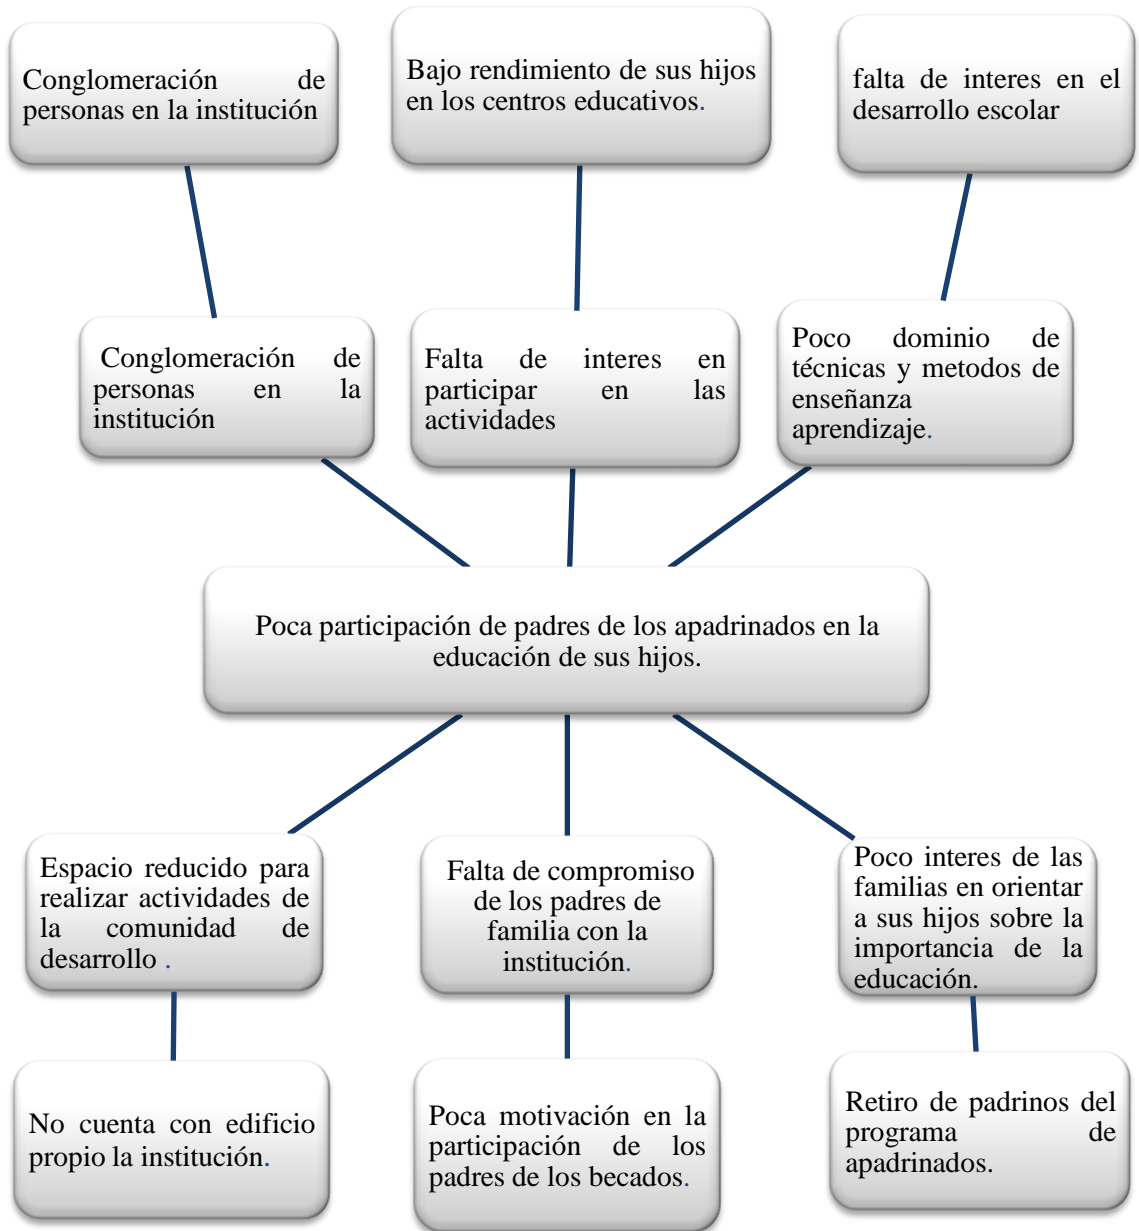 Conglomeración de
personas en la institución
Bajo rendimiento de sus hijos
en los centros educativos.
falta de interes en el
desarrollo escolar
Conglomeración de
personas en la
institución
Falta de interes en
participar en las
actividades
Poco dominio de
técnicas y metodos de
enseñanza
aprendizaje.
Poca participación de padres de los apadrinados en la
educación de sus hijos.
Espacio reducido para
realizar actividades de
la comunidad de
desarrollo .
Falta de compromiso
de los padres de
familia con la
institución.
Poco interes de las
familias en orientar
a sus hijos sobre la
importancia de la
educación.
No cuenta con edificio
propio la institución.
Poca motivación en la
participación de los
padres de los becados.
Retiro de padrinos del
programa de
apadrinados.